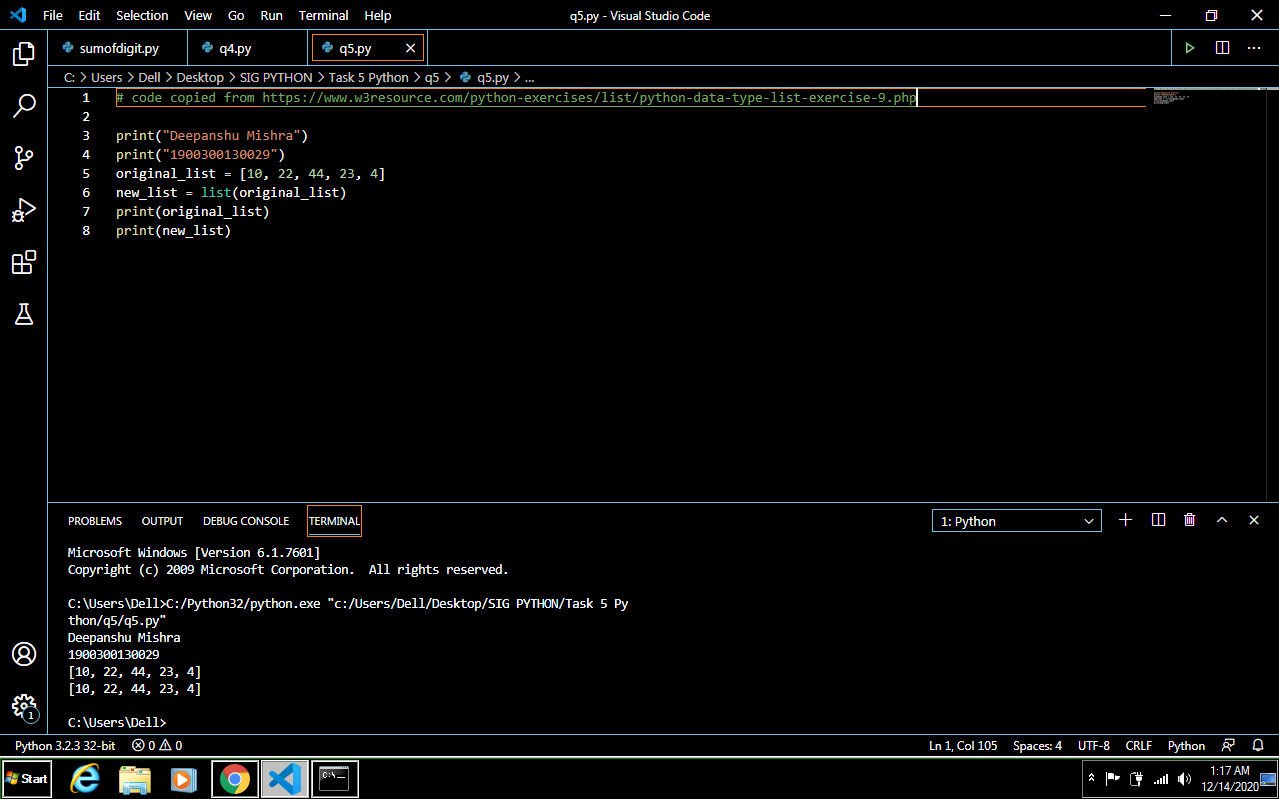 File Edit Selection View Go Run Terminal Help q5.py - Visual Studio Code
sumofdigit.py q4.py q5.py
C: > Users > Dell > Desktop > SIG PYTHON > Task 5 Python > q5 > q5.py > ...
1 # code copied from https://www.w3resource.com/python-exercises/list/python-data-type-list-exercise-9.php
2
3 print("Deepanshu Mishra")
4 print("1900300130029")
5 original_list = [10, 22, 44, 23, 4]
6 new_list = list(original_list)
7 print(original_list)
8 print(new_list)
PROBLEMS OUTPUT DEBUG CONSOLE TERMINAL 1: Python
Microsoft Windows [Version 6.1.7601]
Copyright (c) 2009 Microsoft Corporation.  All rights reserved.
C:\Users\Dell>C:/Python32/python.exe "c:/Users/Dell/Desktop/SIG PYTHON/Task 5 Py
thon/q5/q5.py"
Deepanshu Mishra
1900300130029
[10, 22, 44, 23, 4]
[10, 22, 44, 23, 4]
C:\Users\Dell>
1
Python 3.2.3 32-bit 0 0 Ln 1, Col 105 Spaces: 4 UTF-8 CRLF Python
Start 1:17 AM
12/14/2020